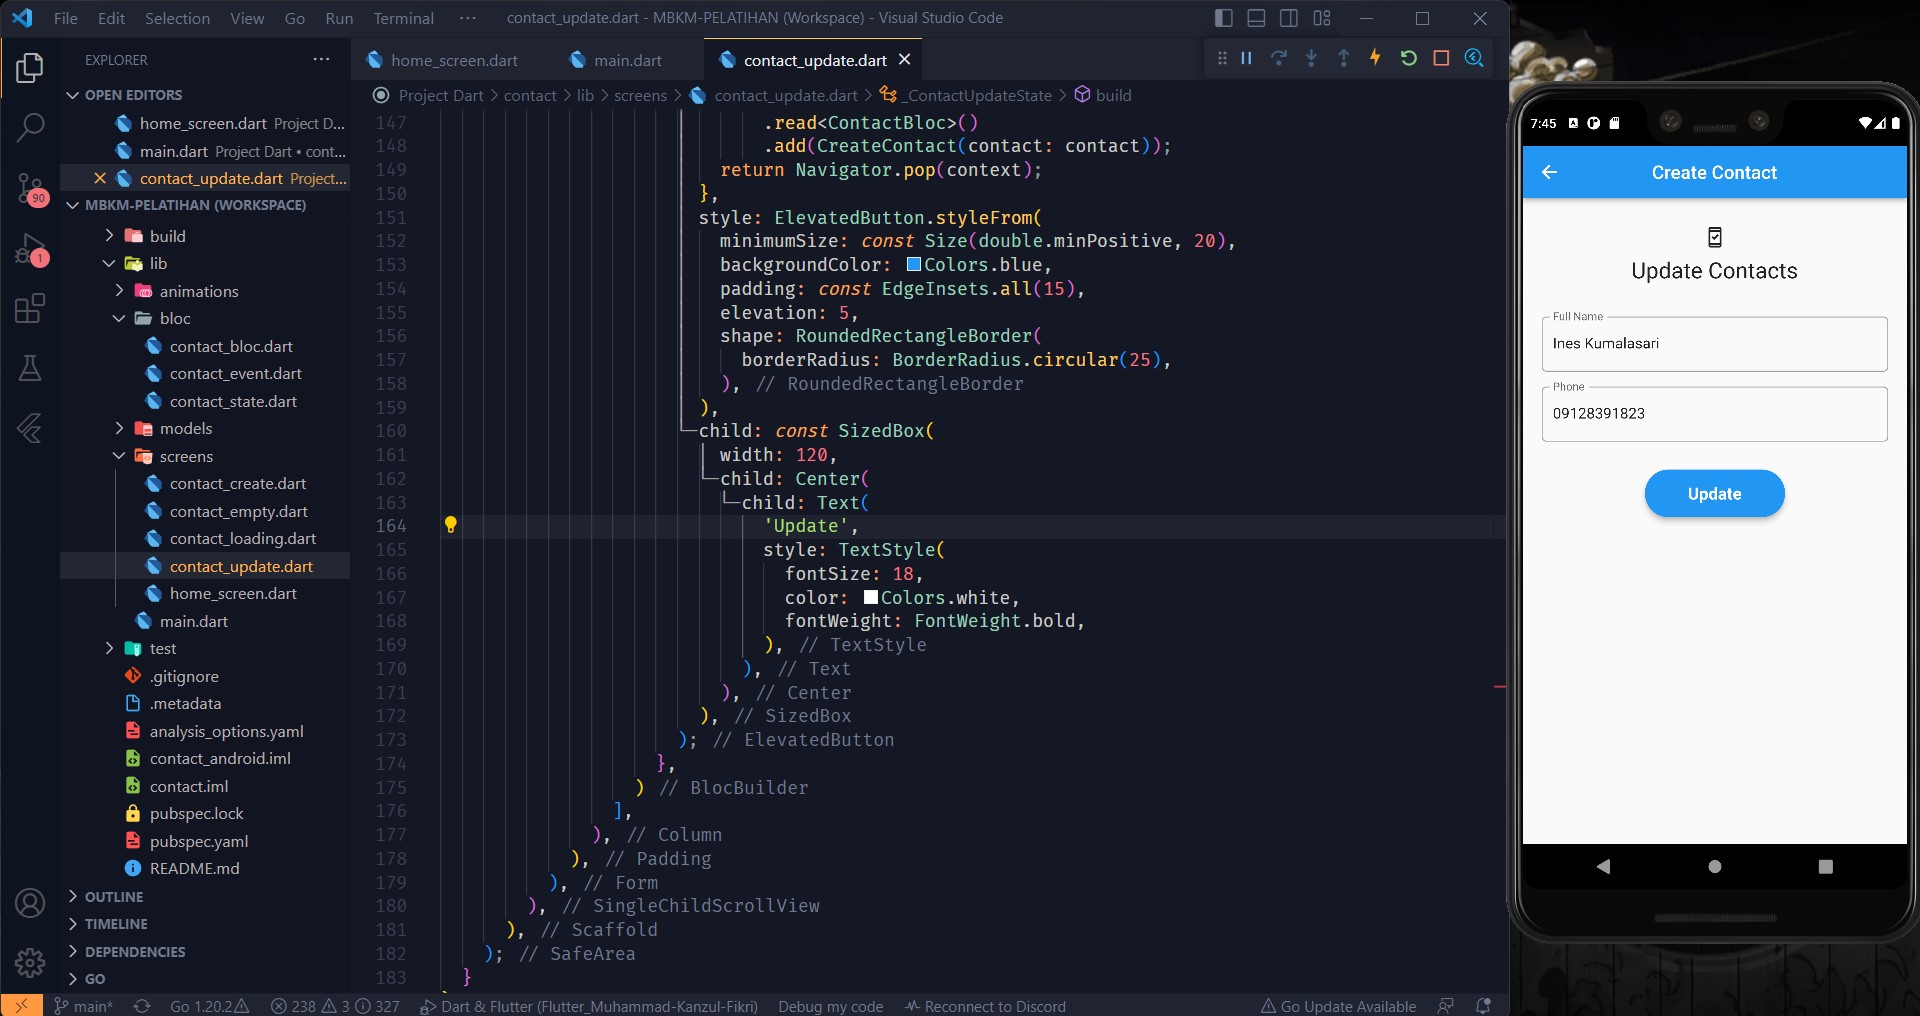 File Edit Selection View Go Run Terminal ··· contact_update.dart - MBKM-PELATIHAN (Workspace) - Visual Studio Code
EXPLORER ···
OPEN EDITORS
home_screen.dart Project D...
main.dart Project Dart • cont...
contact_update.dart Project...
MBKM-PELATIHAN (WORKSPACE)
build
lib
animations
bloc
contact_bloc.dart
contact_event.dart
contact_state.dart
models
screens
contact_create.dart
contact_empty.dart
contact_loading.dart
contact_update.dart
home_screen.dart
main.dart
test
.gitignore
.metadata
analysis_options.yaml
contact_android.iml
contact.iml
pubspec.lock
pubspec.yaml
README.md
OUTLINE
TIMELINE
DEPENDENCIES
GO
90
1
home_screen.dart main.dart contact_update.dart
Project Dart > contact > lib > screens > contact_update.dart > _ContactUpdateState > build
147 .read<ContactBloc>()
148 .add(CreateContact(contact: contact));
149 return Navigator.pop(context);
150 },
151 style: ElevatedButton.styleFrom(
152 minimumSize: const Size(double.minPositive, 20),
153 backgroundColor: Colors.blue,
154 padding: const EdgeInsets.all(15),
155 elevation: 5,
156 shape: RoundedRectangleBorder(
157 borderRadius: BorderRadius.circular(25),
158 ), // RoundedRectangleBorder
159 ),
160 child: const SizedBox(
161 width: 120,
162 child: Center(
163 child: Text(
164 'Update',
165 style: TextStyle(
166 fontSize: 18,
167 color: Colors.white,
168 fontWeight: FontWeight.bold,
169 ), // TextStyle
170 ), // Text
171 ), // Center
172 ), // SizedBox
173 ); // ElevatedButton
174 },
175 ) // BlocBuilder
176 ],
177 ), // Column
178 ), // Padding
179 ), // Form
180 ), // SingleChildScrollView
181 ), // Scaffold
182 ); // SafeArea
183 }
main* Go 1.20.2 238 3 327 Dart & Flutter (Flutter_Muhammad-Kanzul-Fikri) Debug my code Reconnect to Discord Go Update Available
7:45
Create Contact
Update Contacts
Full Name
Ines Kumalasari
Phone
09128391823
Update